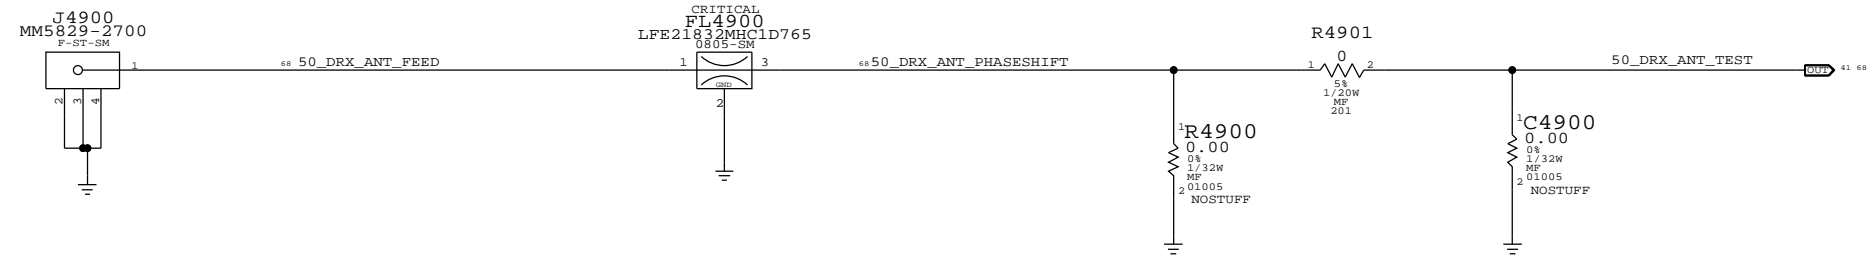 J4900
MM5829-2700
F-ST-SM
1
2
3
4
68 50_DRX_ANT_FEED
CRITICAL
FL4900
LFE21832MHC1D765
0805-SM
1
3
GND
2
68 50_DRX_ANT_PHASESHIFT
R4901
0
1
2
5%
1/20W
MF
201
1
R4900
0.00
0%
1/32W
MF
01005
2
NOSTUFF
1
C4900
0.00
0%
1/32W
MF
01005
2
NOSTUFF
50_DRX_ANT_TEST
OUT
41 68